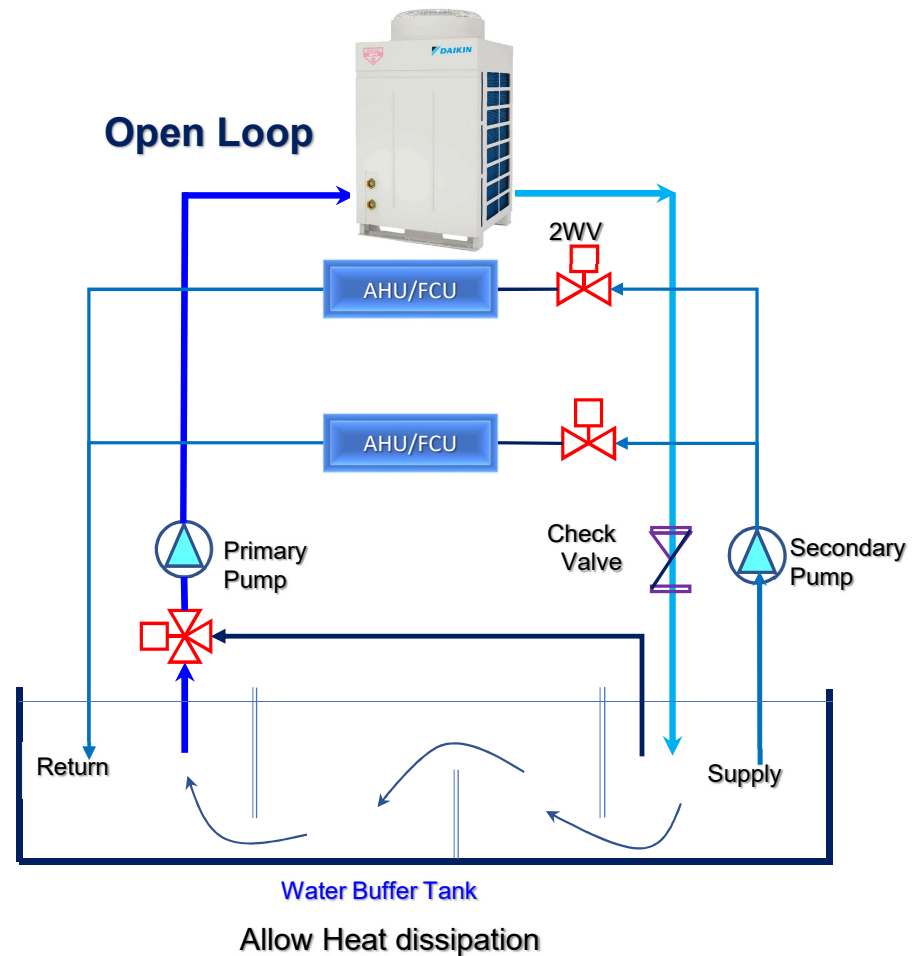 DAIKIN
Open Loop
2WV
AHU/FCU
AHU/FCU
Primary
Pump
Check
Valve
Secondary
Pump
Return
Supply
Water Buffer Tank
Allow Heat dissipation